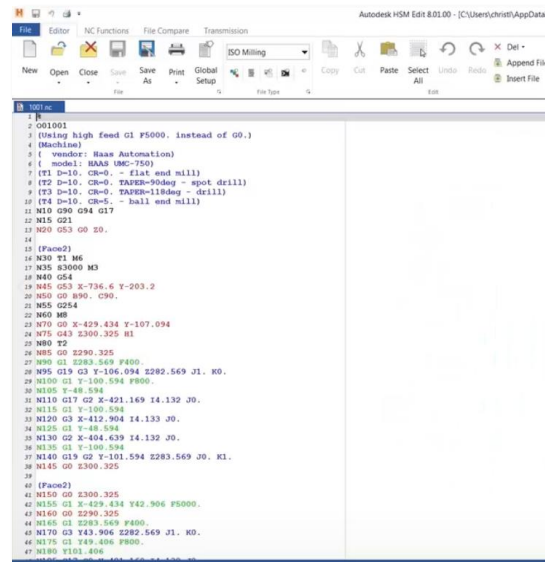 Autodesk HSM Edit 8.01.00 - [C:\Users\christl\AppData
File Editor NC Functions File Compare Transmission
ISO Milling
Del
Append File
Insert File
New Open Close Save Save As Print Global Setup Copy Cut Paste Select All Undo Redo
File File Type Edit
1001.nc
1 %
2 O01001
3 (Using high feed G1 F5000. instead of G0.)
4 (Machine)
5 (  vendor: Haas Automation)
6 (  model: HAAS UMC-750)
7 (T1 D=10. CR=0. - flat end mill)
8 (T2 D=10. CR=0. TAPER=90deg - spot drill)
9 (T3 D=10. CR=0. TAPER=118deg - drill)
10 (T4 D=10. CR=5. - ball end mill)
11 N10 G90 G94 G17
12 N15 G21
13 N20 G53 G0 Z0.
14
15 (Face2)
16 N30 T1 M6
17 N35 S3000 M3
18 N40 G54
19 N45 G53 X-736.6 Y-203.2
20 N50 G0 B90. C90.
21 N55 G254
22 N60 M8
23 N70 G0 X-429.434 Y-107.094
24 N75 G43 Z300.325 H1
25 N80 T2
26 N85 G0 Z290.325
27 N90 G1 Z283.569 F400.
28 N95 G19 G3 Y-106.094 Z282.569 J1. K0.
29 N100 G1 Y-100.594 F800.
30 N105 Y-48.594
31 N110 G17 G2 X-421.169 I4.132 J0.
32 N115 G1 Y-100.594
33 N120 G3 X-412.904 I4.133 J0.
34 N125 G1 Y-48.594
35 N130 G2 X-404.639 I4.132 J0.
36 N135 G1 Y-100.594
37 N140 G19 G2 Y-101.594 Z283.569 J0. K1.
38 N145 G0 Z300.325
39
40 (Face2)
41 N150 G0 Z300.325
42 N155 G1 X-429.434 Y42.906 F5000.
43 N160 G0 Z290.325
44 N165 G1 Z283.569 F400.
45 N170 G3 Y43.906 Z282.569 J1. K0.
46 N175 G1 Y49.406 F800.
47 N180 Y101.406